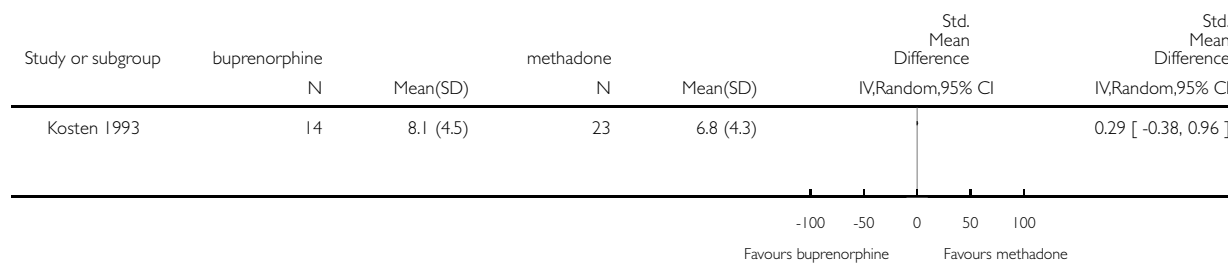 Std. Std.
Mean Mean
Study or subgroup buprenorphine methadone Difference Difference
N Mean(SD) N Mean(SD) IV,Random,95% CI IV,Random,95% CI
Kosten 1993 14 8.1 (4.5) 23 6.8 (4.3) 0.29 [ -0.38, 0.96 ]
-100 -50 0 50 100
Favours buprenorphine Favours methadone